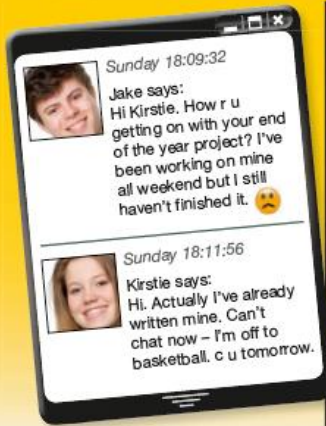 Sunday 18:09:32
Jake says:
Hi Kirstie. How r u
getting on with your end
of the year project? I've
been working on mine
all weekend but I still
haven't finished it.
Sunday 18:11:56
Kirstie says:
Hi. Actually I've already
written mine. Can't
chat now – I'm off to
basketball. c u tomorrow.